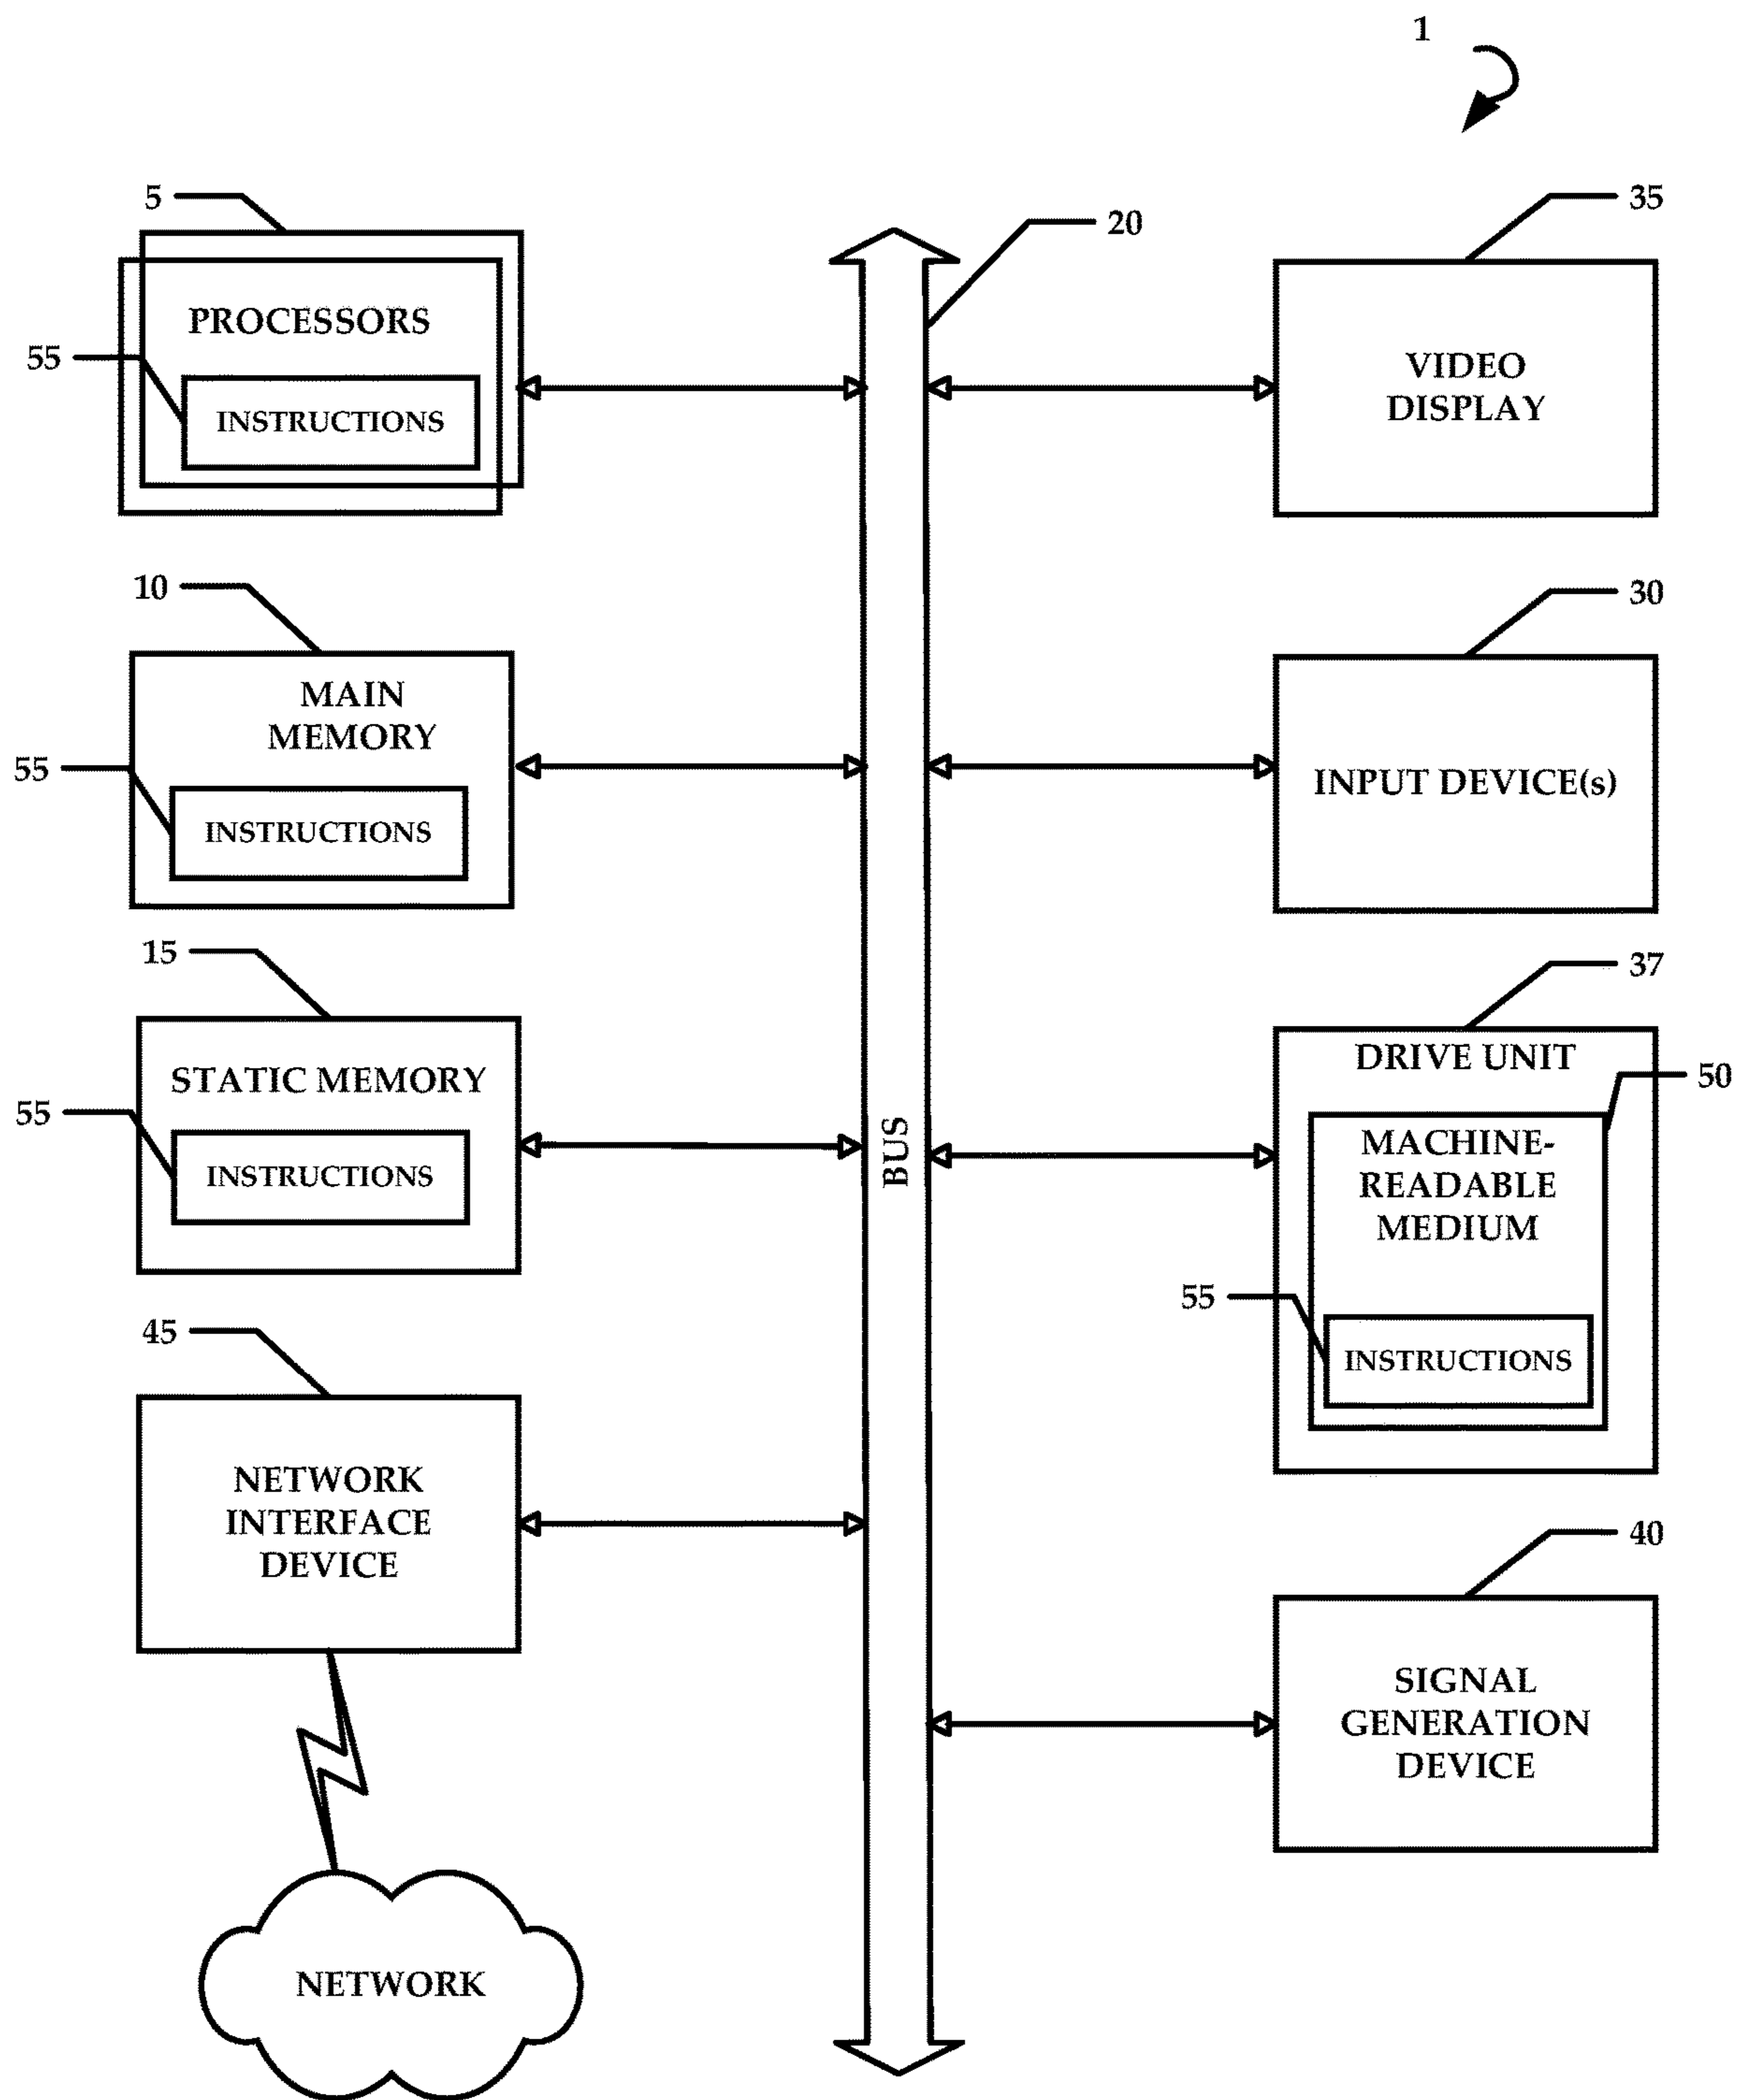 1
5
PROCESSORS
55
INSTRUCTIONS
10
MAIN
MEMORY
55
INSTRUCTIONS
15
STATIC MEMORY
55
INSTRUCTIONS
45
NETWORK
INTERFACE
DEVICE
NETWORK
20
BUS
35
VIDEO
DISPLAY
30
INPUT DEVICE(s)
37
DRIVE UNIT
50
MACHINE-
READABLE
MEDIUM
55
INSTRUCTIONS
40
SIGNAL
GENERATION
DEVICE